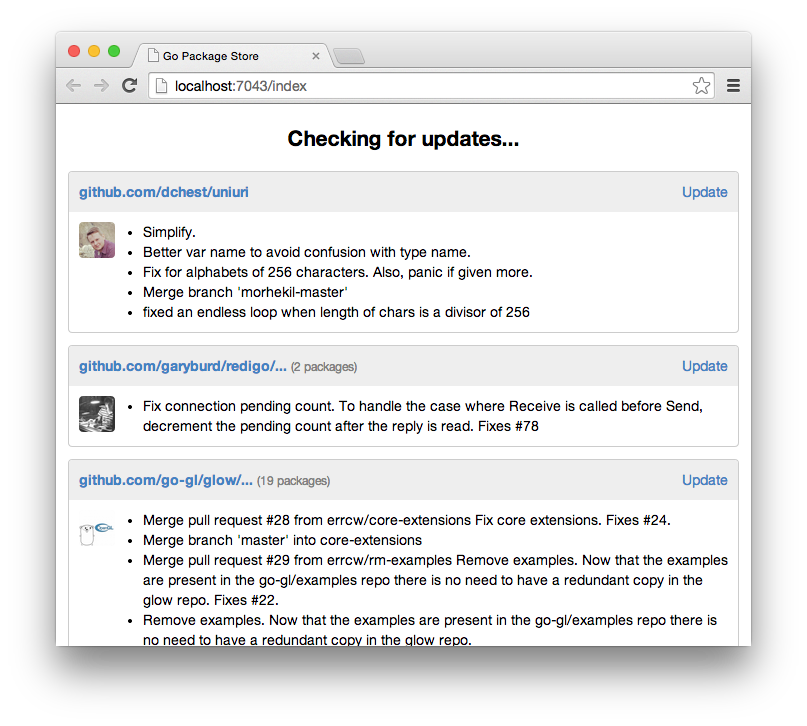 Go Package Store
localhost:7043/index
Checking for updates...
github.com/dchest/uniuri Update
• Simplify.
• Better var name to avoid confusion with type name.
• Fix for alphabets of 256 characters. Also, panic if given more.
• Merge branch 'morhekil-master'
• fixed an endless loop when length of chars is a divisor of 256
github.com/garyburd/redigo/... (2 packages) Update
• Fix connection pending count. To handle the case where Receive is called before Send,
decrement the pending count after the reply is read. Fixes #78
github.com/go-gl/glow/... (19 packages) Update
• Merge pull request #28 from errcw/core-extensions Fix core extensions. Fixes #24.
• Merge branch 'master' into core-extensions
• Merge pull request #29 from errcw/rm-examples Remove examples. Now that the examples
are present in the go-gl/examples repo there is no need to have a redundant copy in the
glow repo. Fixes #22.
• Remove examples. Now that the examples are present in the go-gl/examples repo there is
no need to have a redundant copy in the glow repo.